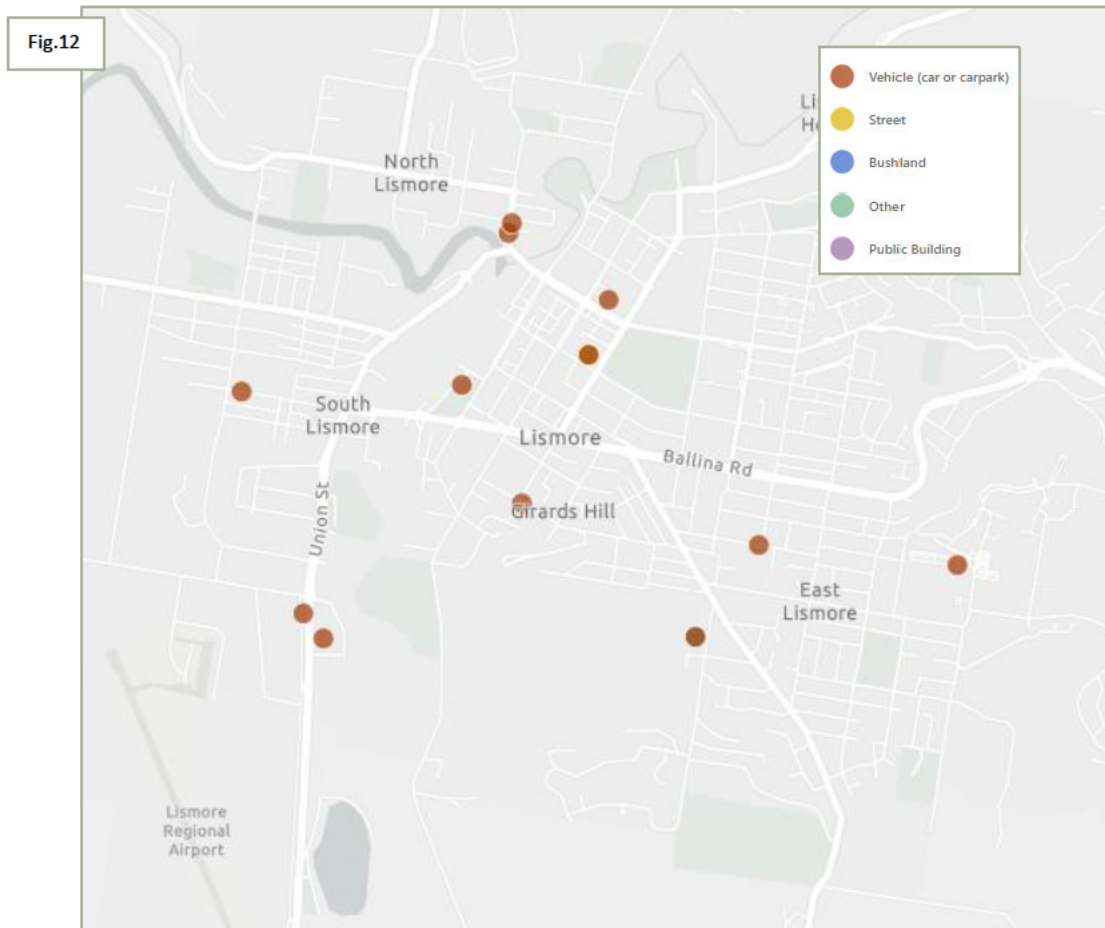 Fig.12
Vehicle (car or carpark)
Street
Bushland
Other
Public Building
North
Lismore
South
Lismore
Lismore
Ballina Rd
Girards Hill
Union St
East
Lismore
Lismore
Regional
Airport